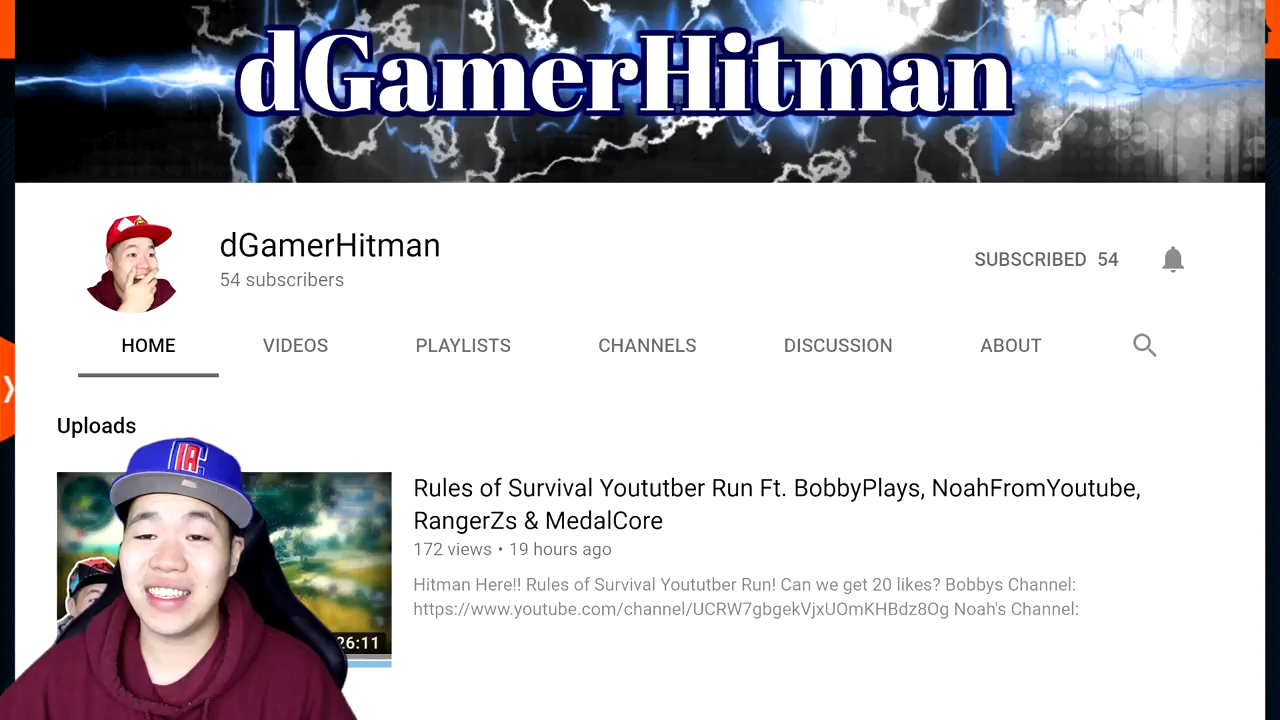 dGamerHitman
dGamerHitman
54 subscribers
SUBSCRIBED 54
HOME VIDEOS PLAYLISTS CHANNELS DISCUSSION ABOUT
Uploads
26:11
Rules of Survival Yoututber Run Ft. BobbyPlays, NoahFromYoutube,
RangerZs & MedalCore
172 views • 19 hours ago
Hitman Here!! Rules of Survival Yoututber Run! Can we get 20 likes? Bobbys Channel:
https://www.youtube.com/channel/UCRW7gbgekVjxUOmKHBdz8Og Noah's Channel: